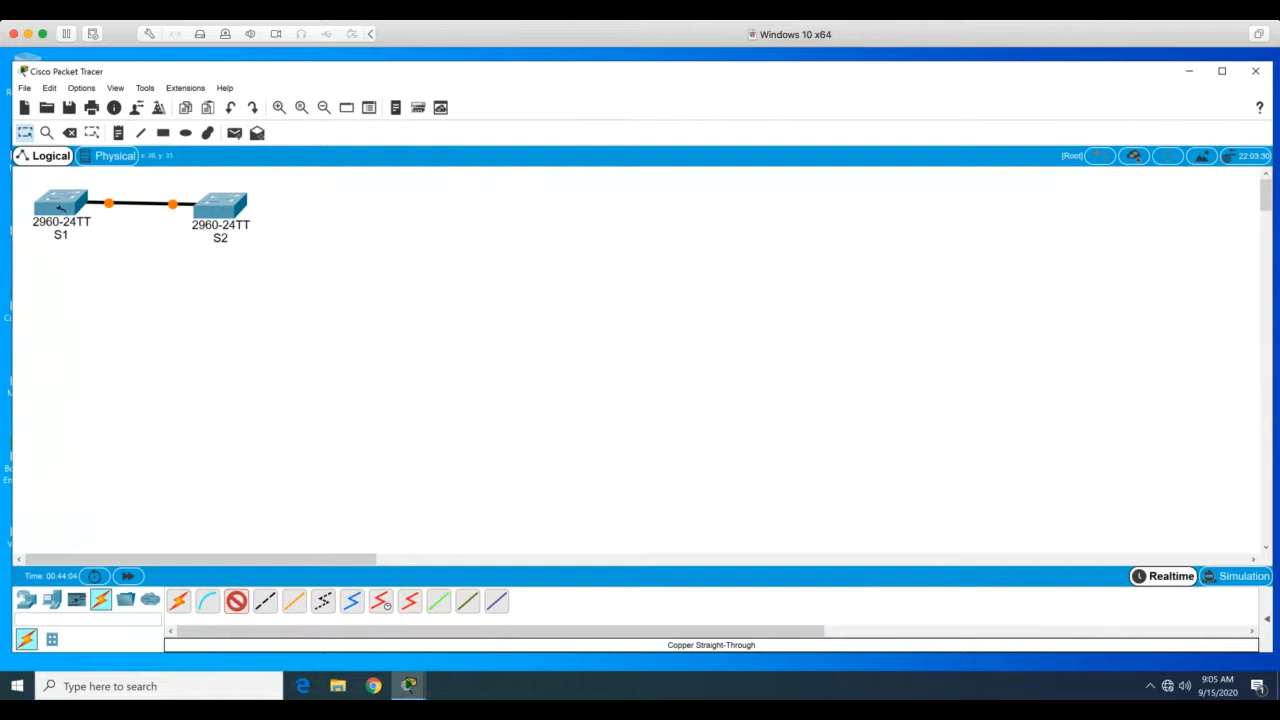 Windows 10 x64
Cisco Packet Tracer
File Edit Options View Tools Extensions Help
?
Logical Physical x: 36, y: 33 [Root] 22:03:30
2960-24TT
S1
2960-24TT
S2
Time: 00:44:04 Realtime Simulation
Copper Straight-Through
Type here to search
9:05 AM
9/15/2020